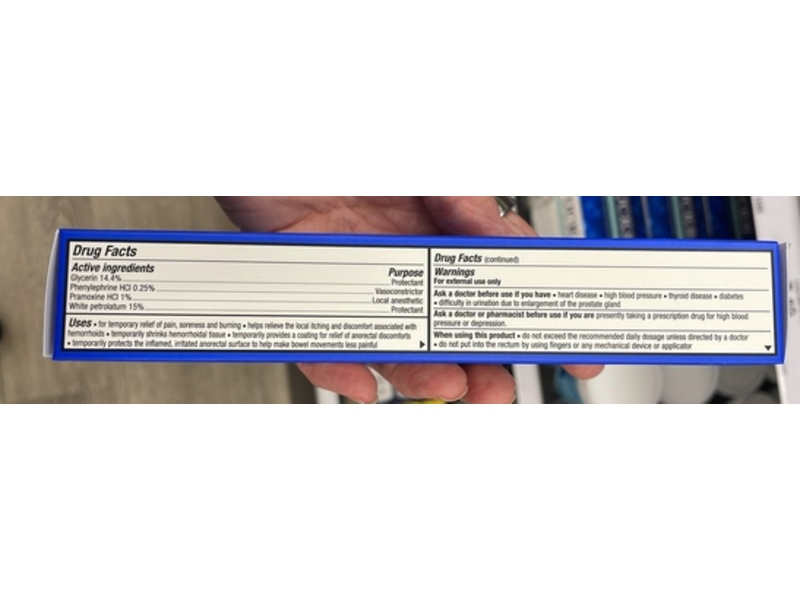 Drug Facts
Active ingredients Purpose
Glycerin 14.4% Protectant
Phenylephrine HCl 0.25% Vasoconstrictor
Pramoxine HCl 1% Local anesthetic
White petrolatum 15% Protectant
Uses • for temporary relief of pain, soreness and burning • helps relieve the local itching and discomfort associated with
hemorrhoids • temporarily shrinks hemorrhoidal tissue • temporarily provides a coating for relief of anorectal discomforts
• temporarily protects the inflamed, irritated anorectal surface to help make bowel movements less painful
Drug Facts (continued)
Warnings
For external use only
Ask a doctor before use if you have • heart disease • high blood pressure • thyroid disease • diabetes
• difficulty in urination due to enlargement of the prostate gland
Ask a doctor or pharmacist before use if you are presently taking a prescription drug for high blood
pressure or depression.
When using this product • do not exceed the recommended daily dosage unless directed by a doctor
• do not put into the rectum by using fingers or any mechanical device or applicator